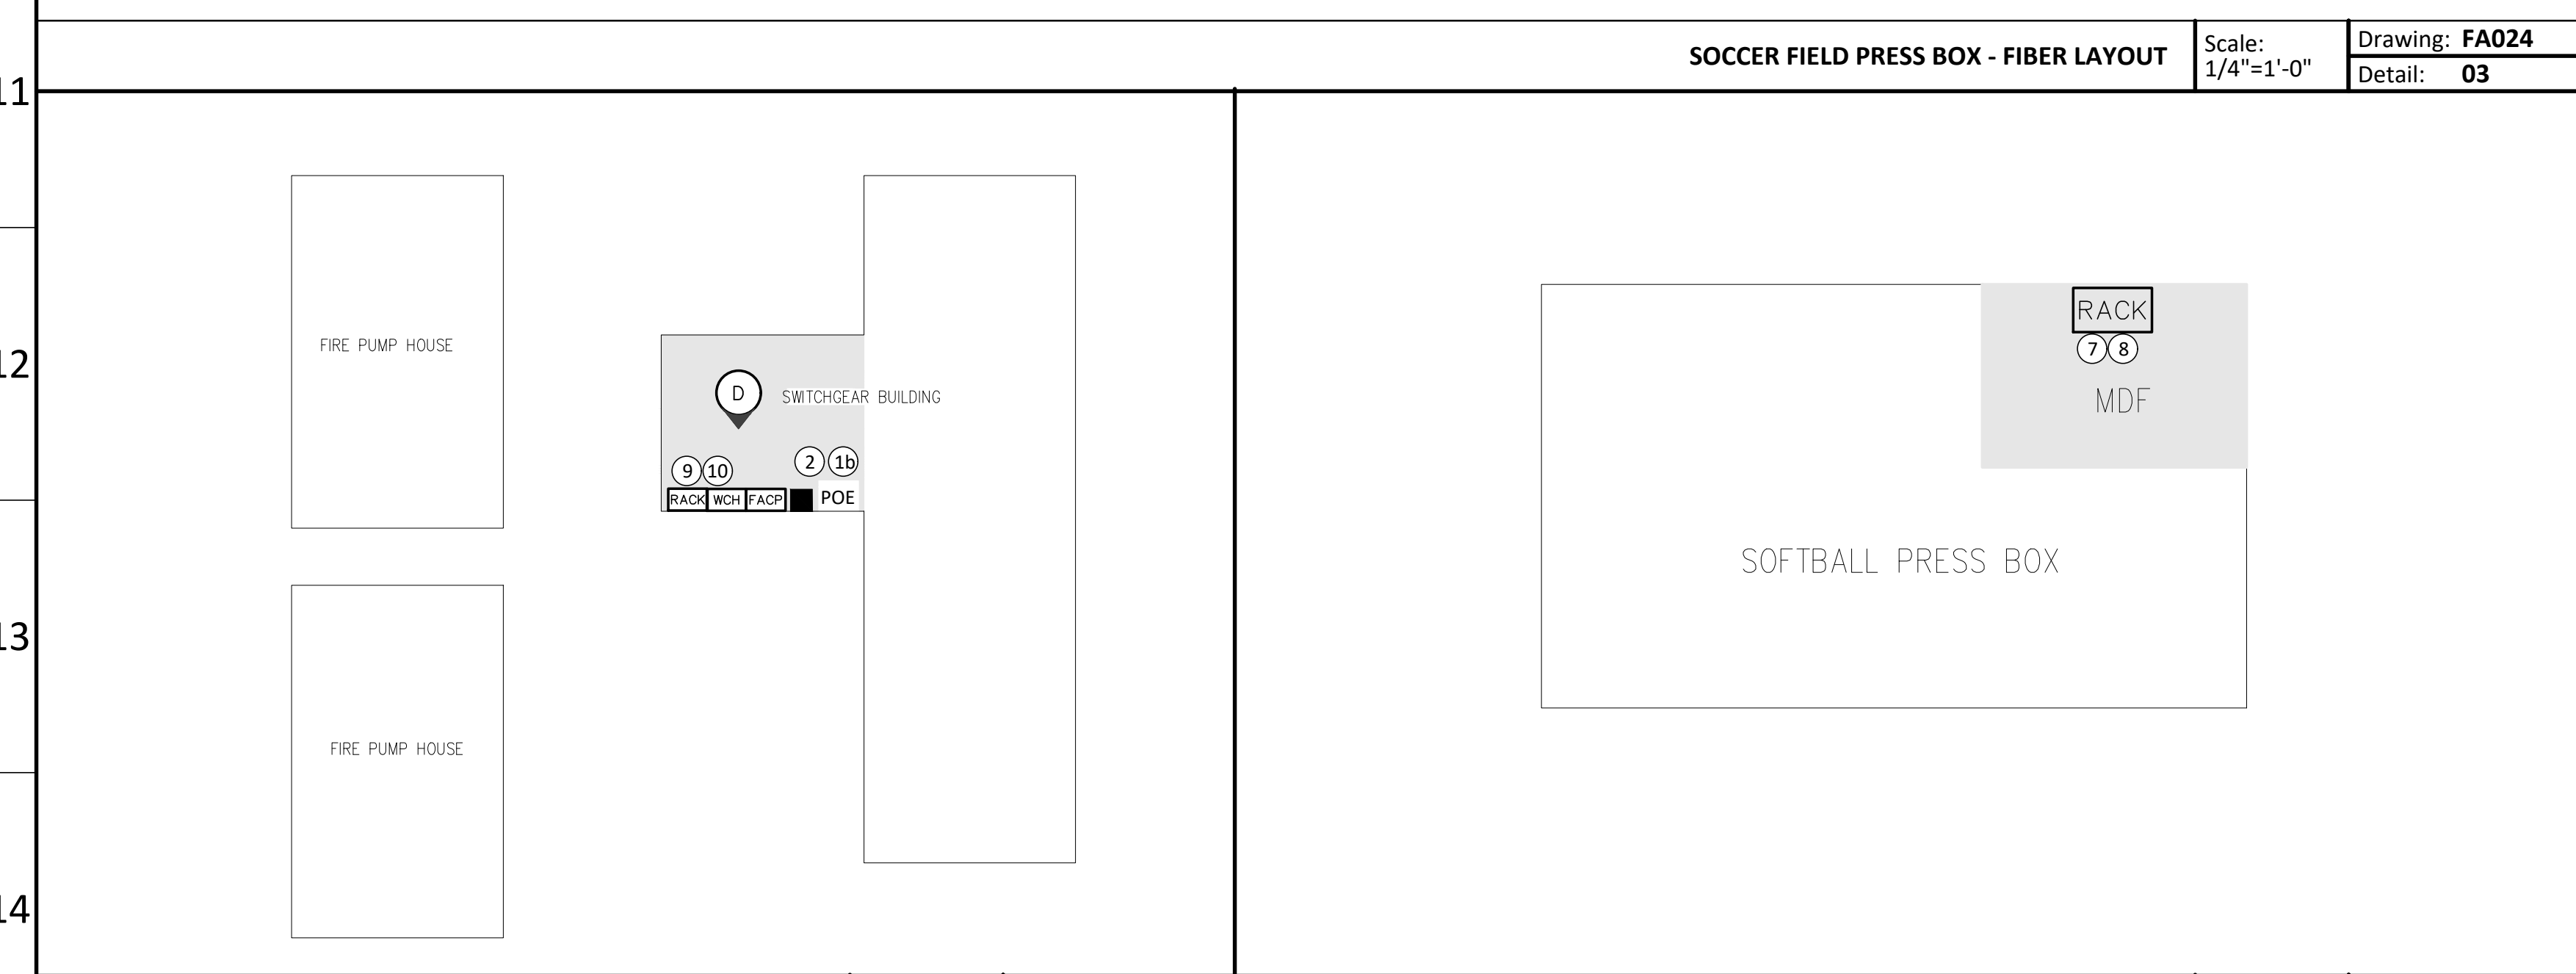 SOCCER FIELD PRESS BOX - FIBER LAYOUT
Scale:
1/4"=1'-0"
Drawing: FA024
Detail: 03
11
12
13
14
FIRE PUMP HOUSE
FIRE PUMP HOUSE
D
SWITCHGEAR BUILDING
9 10
2 1b
RACK WCH FACP
POE
RACK
7 8
MDF
SOFTBALL PRESS BOX